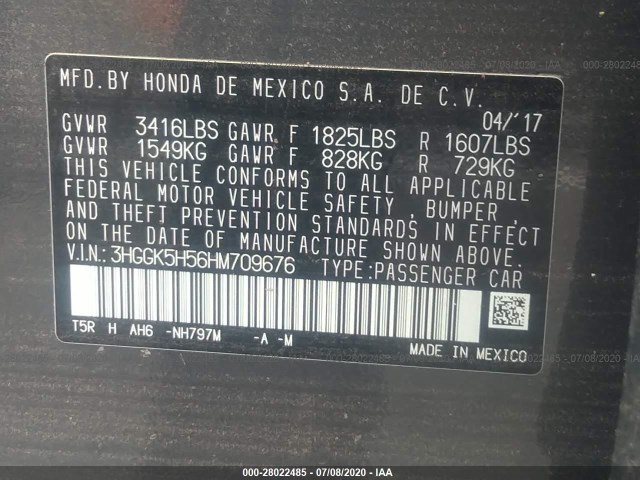 MFD.BY HONDA DE MEXICO S.A. DE C.V.
04/'17
GVWR 3416LBS GAWR F 1825LBS R 1607LBS
GVWR 1549KG GAWR F 828KG R 729KG
THIS VEHICLE CONFORMS TO ALL APPLICABLE
FEDERAL MOTOR VEHICLE SAFETY , BUMPER ,
AND THEFT PREVENTION STANDARDS IN EFFECT
ON THE DATE OF MANUFACTURE SHOWN ABOVE.
V.I.N: 3HGGK5H56HM709676 TYPE:PASSENGER CAR
T5R H AH6 -NH797M -A -M
MADE IN MEXICO
000-28022485 - 07/08/2020 - IAA